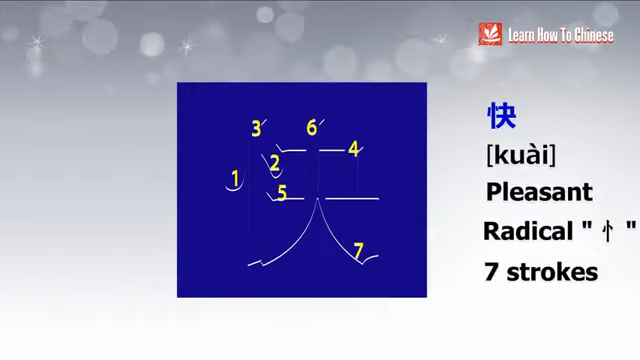 Learn How To Chinese
3 6 4
1 2
5
7
快
[kuài]
Pleasant
Radical "忄"
7 strokes